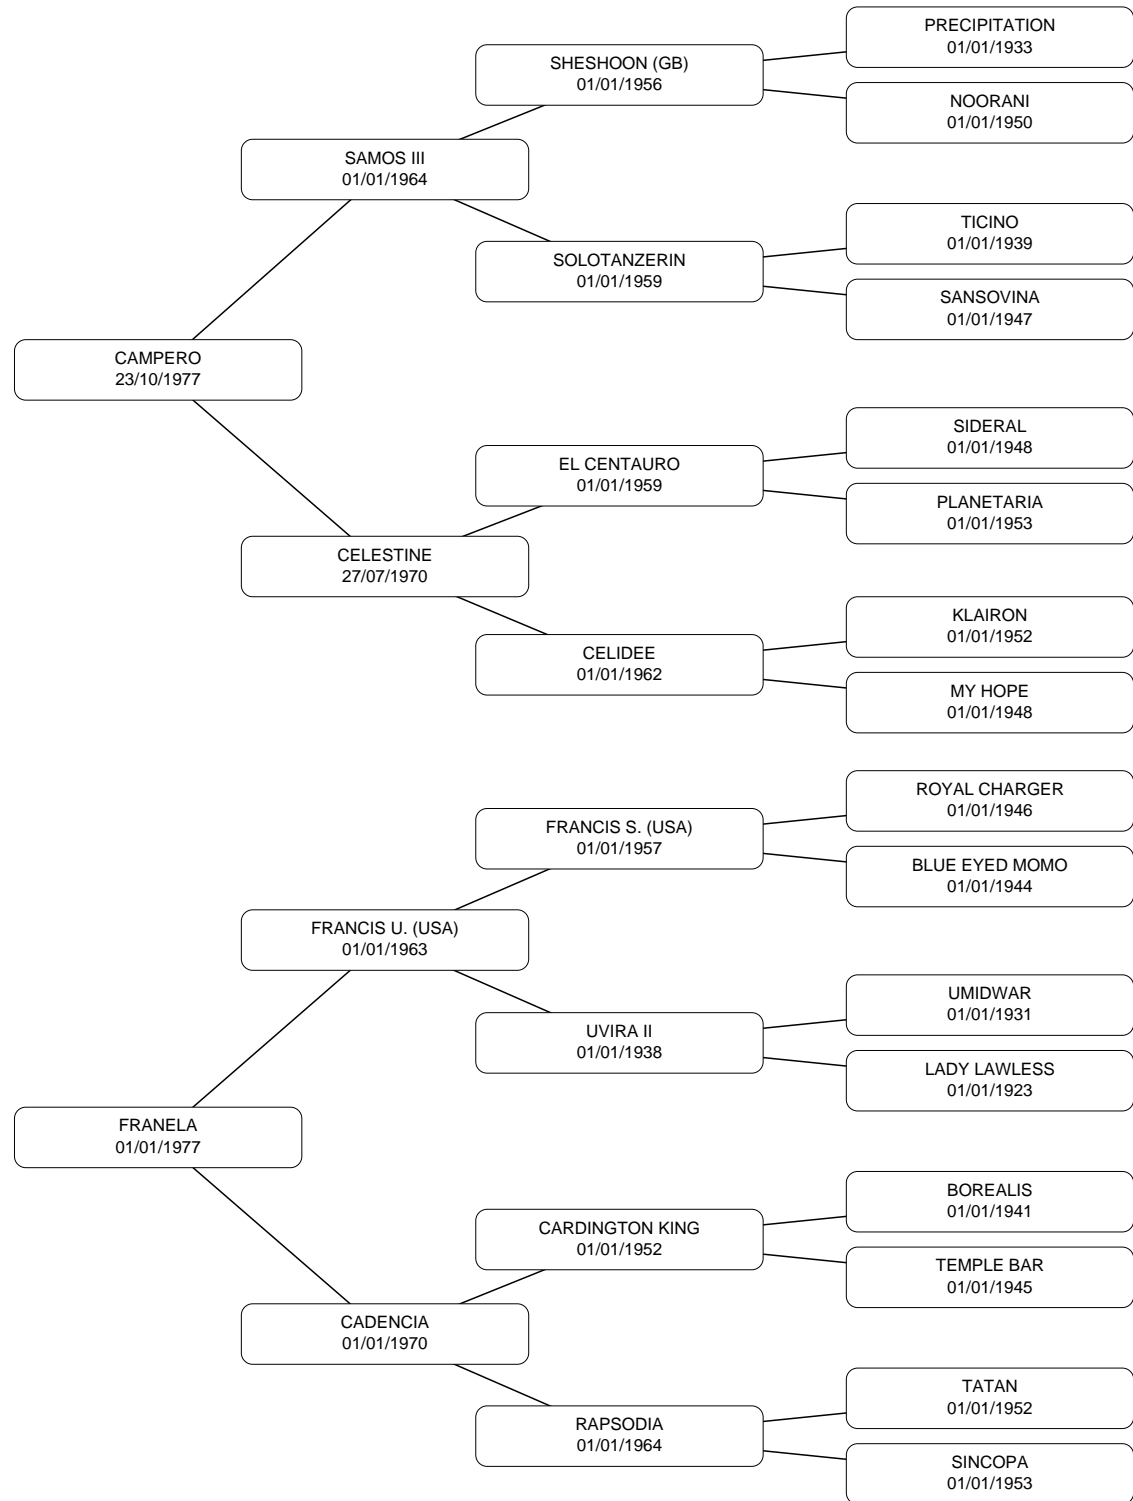 PRECIPITATION
01/01/1933
SHESHOON (GB)
01/01/1956
NOORANI
01/01/1950
SAMOS III
01/01/1964
TICINO
01/01/1939
SOLOTANZERIN
01/01/1959
SANSOVINA
01/01/1947
CAMPERO
23/10/1977
SIDERAL
01/01/1948
EL CENTAURO
01/01/1959
PLANETARIA
01/01/1953
CELESTINE
27/07/1970
KLAIRON
01/01/1952
CELIDEE
01/01/1962
MY HOPE
01/01/1948
ROYAL CHARGER
01/01/1946
FRANCIS S. (USA)
01/01/1957
BLUE EYED MOMO
01/01/1944
FRANCIS U. (USA)
01/01/1963
UMIDWAR
01/01/1931
UVIRA II
01/01/1938
LADY LAWLESS
01/01/1923
FRANELA
01/01/1977
BOREALIS
01/01/1941
CARDINGTON KING
01/01/1952
TEMPLE BAR
01/01/1945
CADENCIA
01/01/1970
TATAN
01/01/1952
RAPSODIA
01/01/1964
SINCOPA
01/01/1953